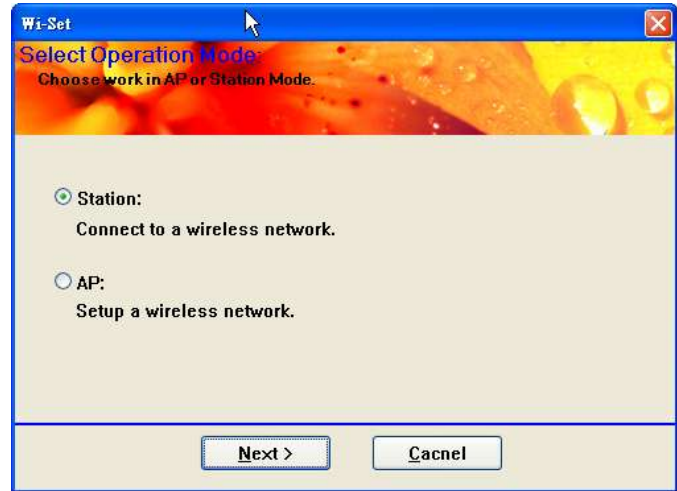 Wi-Set
Select Operation Mode:
Choose work in AP or Station Mode.
Station:
Connect to a wireless network.
AP:
Setup a wireless network.
Next >
Cacnel